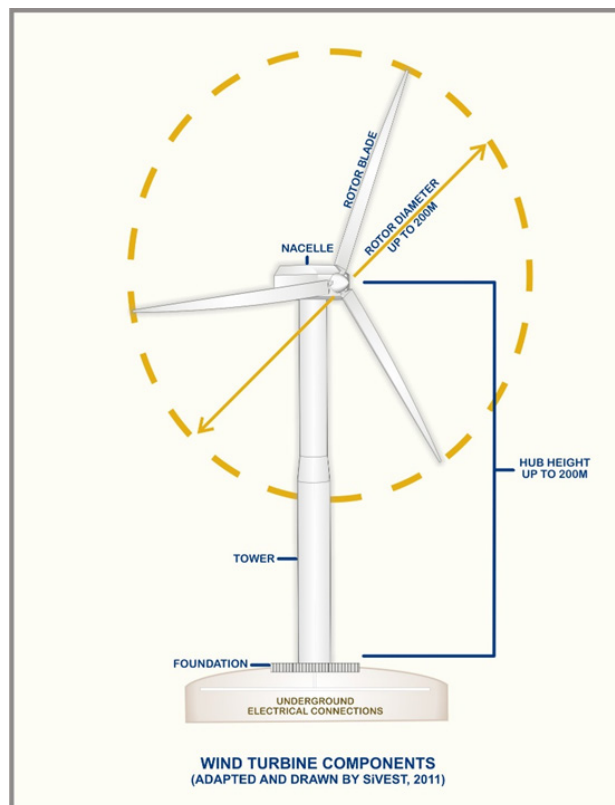 ROTOR BLADE
ROTOR DIAMETER
UP TO 200M
NACELLE
HUB HEIGHT
UP TO 200M
TOWER
FOUNDATION
UNDERGROUND
ELECTRICAL CONNECTIONS
WIND TURBINE COMPONENTS
(ADAPTED AND DRAWN BY SiVEST, 2011)